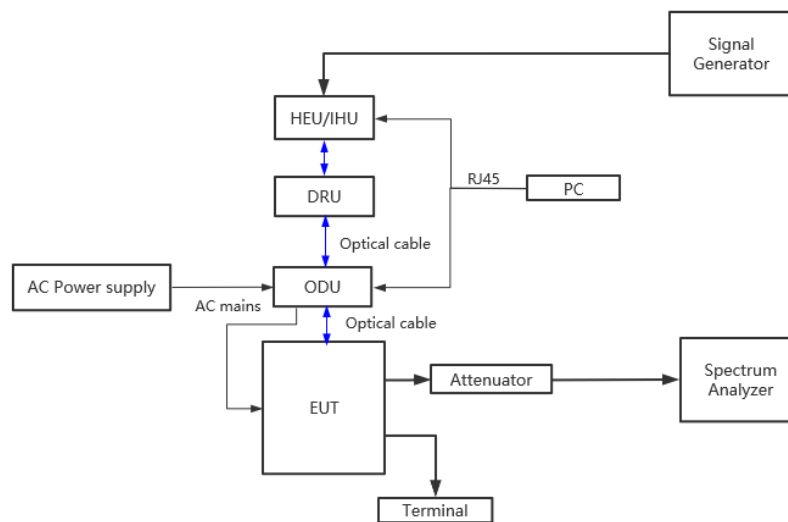 Signal
Generator
HEU/IHU
RJ45
PC
DRU
Optical cable
AC Power supply
ODU
AC mains
Optical cable
EUT
Attenuator
Spectrum
Analyzer
Terminal